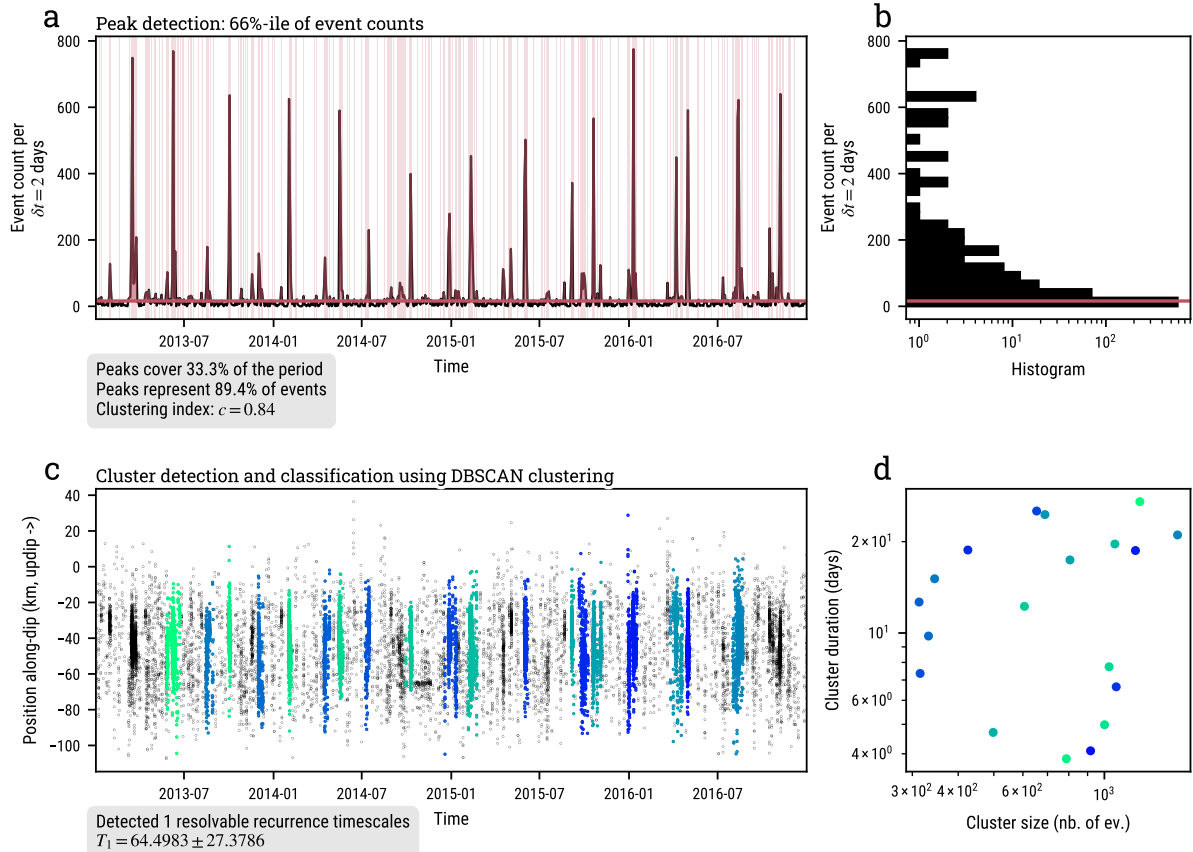 a
Peak detection: 66%-ile of event counts
b
800
600
400
200
0
Event count per
δt = 2 days
2013-07 2014-01 2014-07 2015-01 2015-07 2016-01 2016-07
Time
800
600
400
200
0
Event count per
δt = 2 days
10⁰ 10¹ 10²
Histogram
Peaks cover 33.3% of the period
Peaks represent 89.4% of events
Clustering index: c = 0.84
c
Cluster detection and classification using DBSCAN clustering
d
40
20
0
−20
−40
−60
−80
−100
Position along-dip (km, updip ->)
2013-07 2014-01 2014-07 2015-01 2015-07 2016-01 2016-07
Time
2 × 10¹
10¹
6 × 10⁰
4 × 10⁰
Cluster duration (days)
3 × 10² 4 × 10² 6 × 10² 10³
Cluster size (nb. of ev.)
Detected 1 resolvable recurrence timescales
T₁ = 64.4983 ± 27.3786